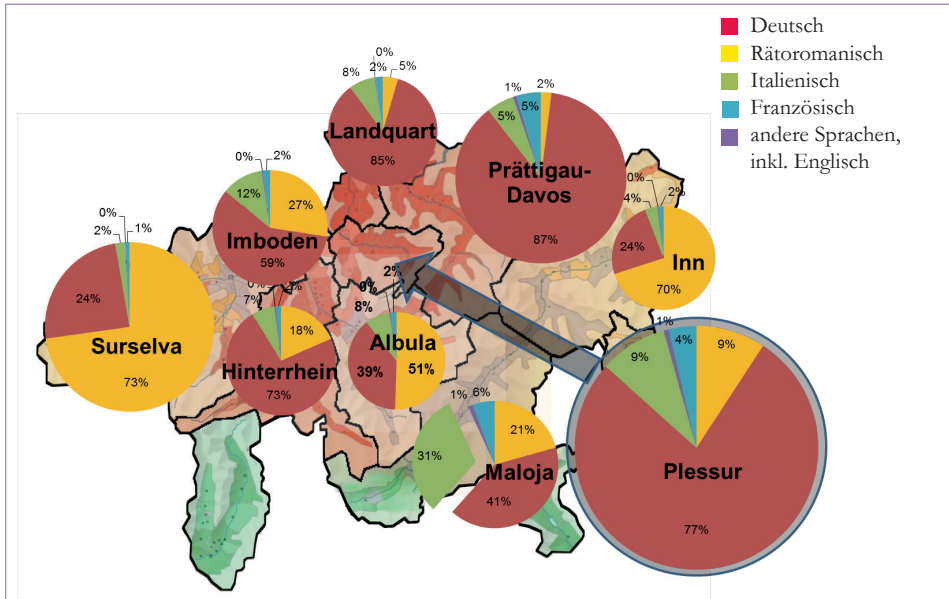 Deutsch
Rätoromanisch
Italienisch
Französisch
andere Sprachen,
inkl. Englisch
0%
8%
2%
5%
Landquart
85%
1%
2%
5%
5%
Prättigau-
Davos
87%
0%
2%
12%
27%
Imboden
59%
0%
2%
4%
24%
Inn
70%
0%
2%
1%
24%
Surselva
73%
0%
2%
7%
18%
Hinterrhein
73%
2%
0%
8%
Albula
39%
51%
1%
6%
21%
31%
Maloja
41%
1%
4%
9%
9%
Plessur
77%